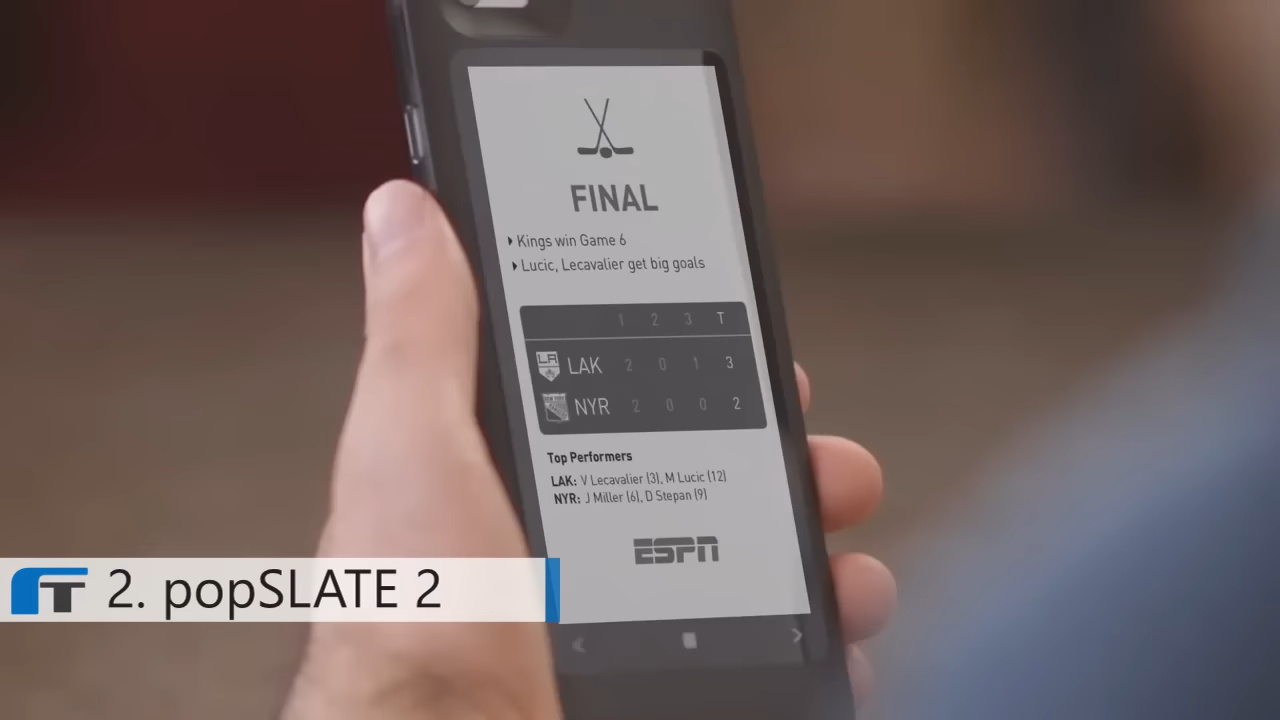 FINAL
Kings win Game 6
Lucic, Lecavalier get big goals
1 2 3 T
LA LAK 2 0 1 3
NYR 2 0 0 2
Top Performers
LAK: V Lecavalier (3), M Lucic (12)
NYR: J Miller (6), D Stepan (9)
ESPN
FT 2. popSLATE 2